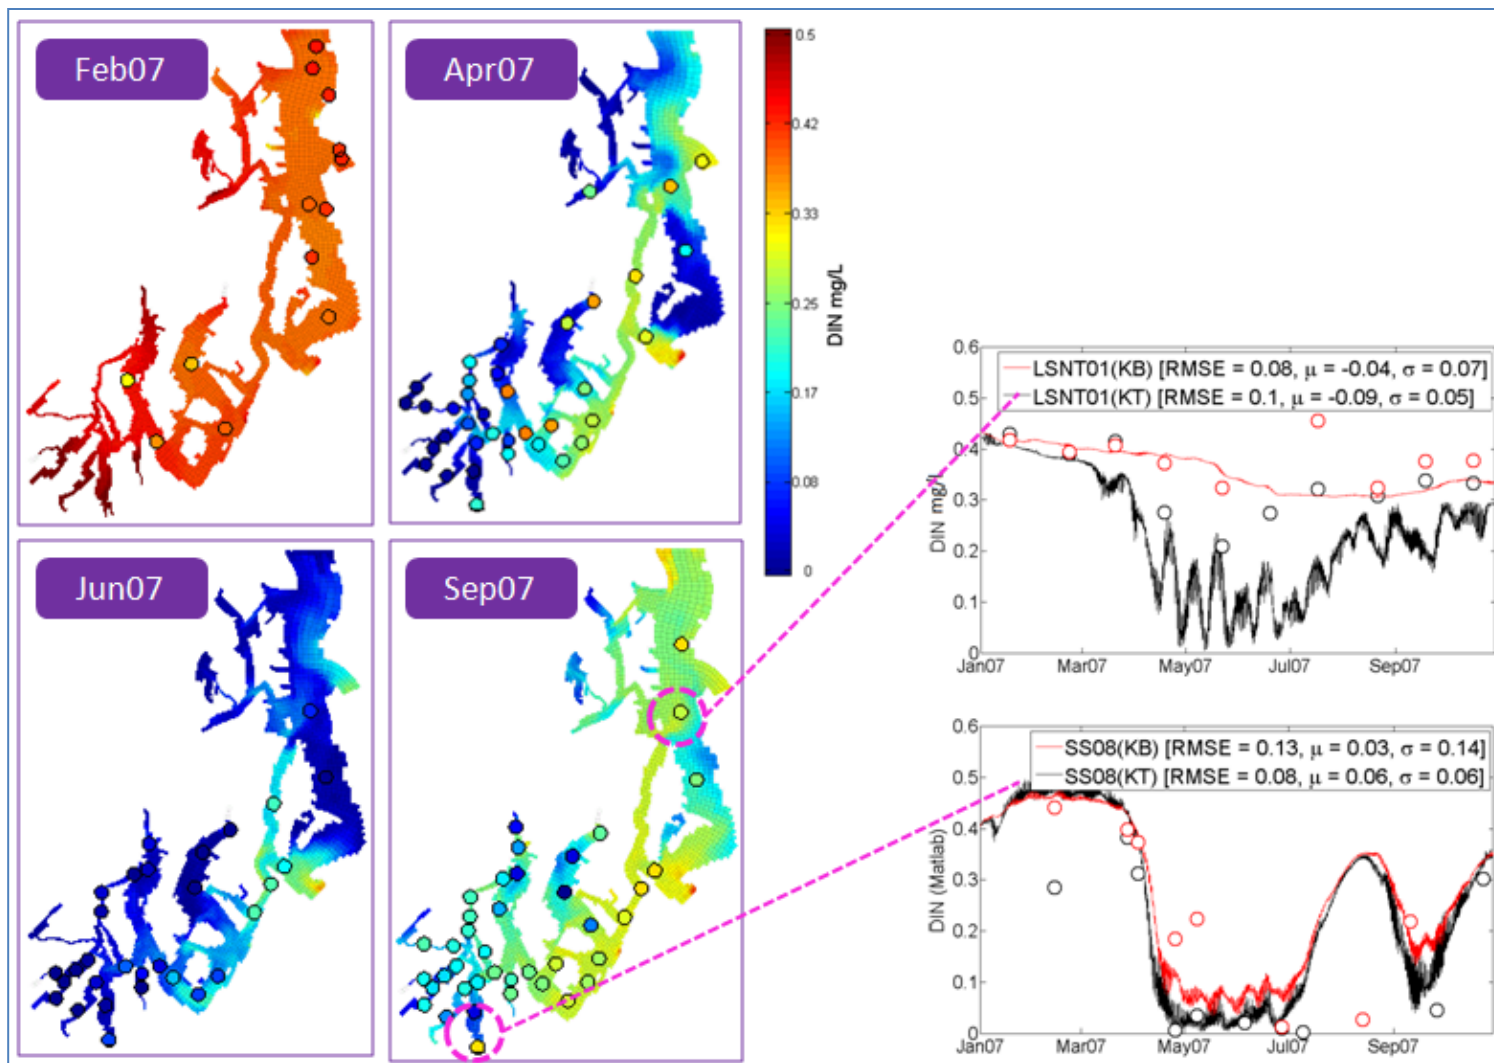 Feb07
Apr07
0.5
0.42
0.33
0.25
0.17
0.08
0
DIN mg/L
Jun07
Sep07
0.6
0.5
0.4
0.3
0.2
0.1
0
DIN mg/L
LSNT01(KB) [RMSE = 0.08, μ = -0.04, σ = 0.07]
LSNT01(KT) [RMSE = 0.1, μ = -0.09, σ = 0.05]
Jan07 Mar07 May07 Jul07 Sep07
0.6
0.5
0.4
0.3
0.2
0.1
0
DIN (Matlab)
SS08(KB) [RMSE = 0.13, μ = 0.03, σ = 0.14]
SS08(KT) [RMSE = 0.08, μ = 0.06, σ = 0.06]
Jan07 Mar07 May07 Jul07 Sep07